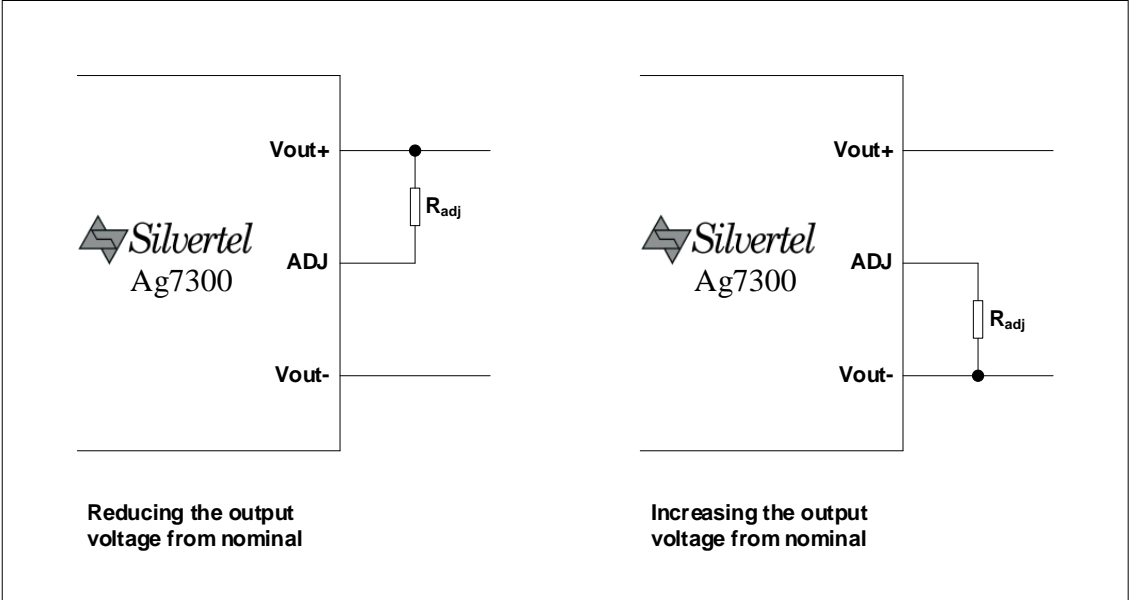 Vout+
Radj
Silvertel
Ag7300
ADJ
Vout-
Reducing the output
voltage from nominal
Vout+
Silvertel
Ag7300
ADJ
Radj
Vout-
Increasing the output
voltage from nominal